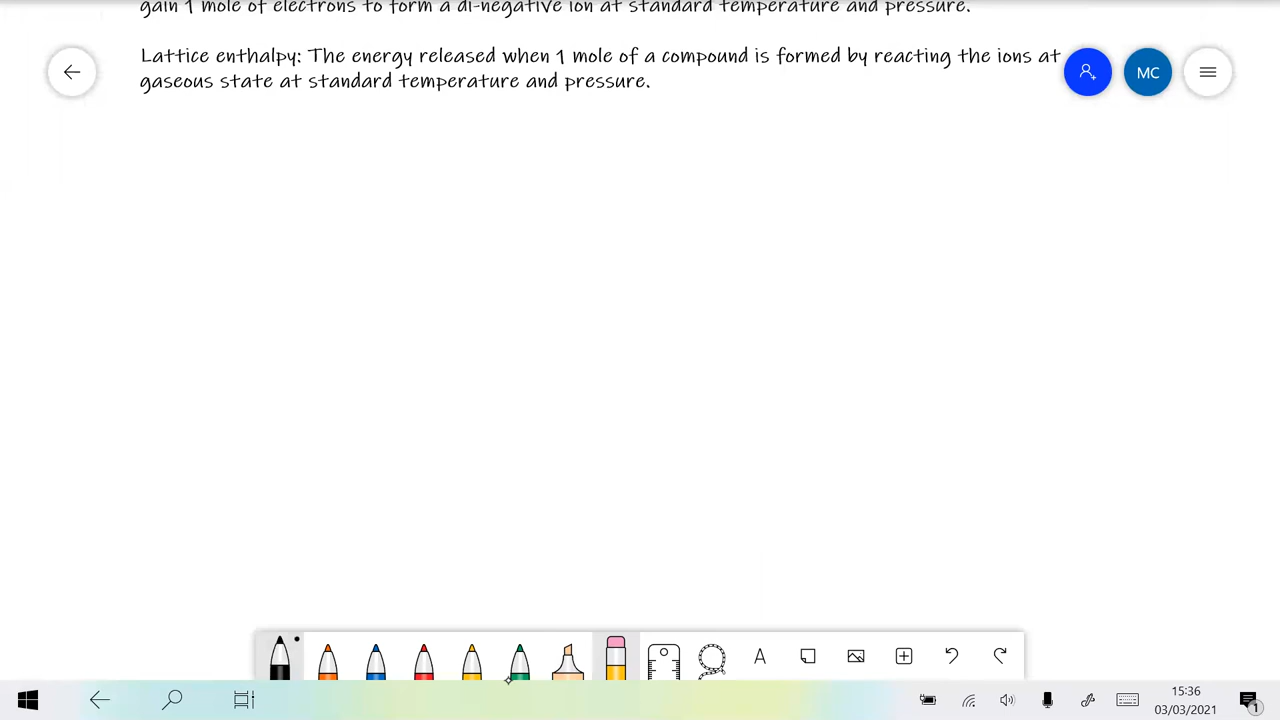 gain 1 mole of electrons to form a di-negative ion at standard temperature and pressure.
Lattice enthalpy: The energy released when 1 mole of a compound is formed by reacting the ions at
gaseous state at standard temperature and pressure.
MC
A
15:36
03/03/2021
1